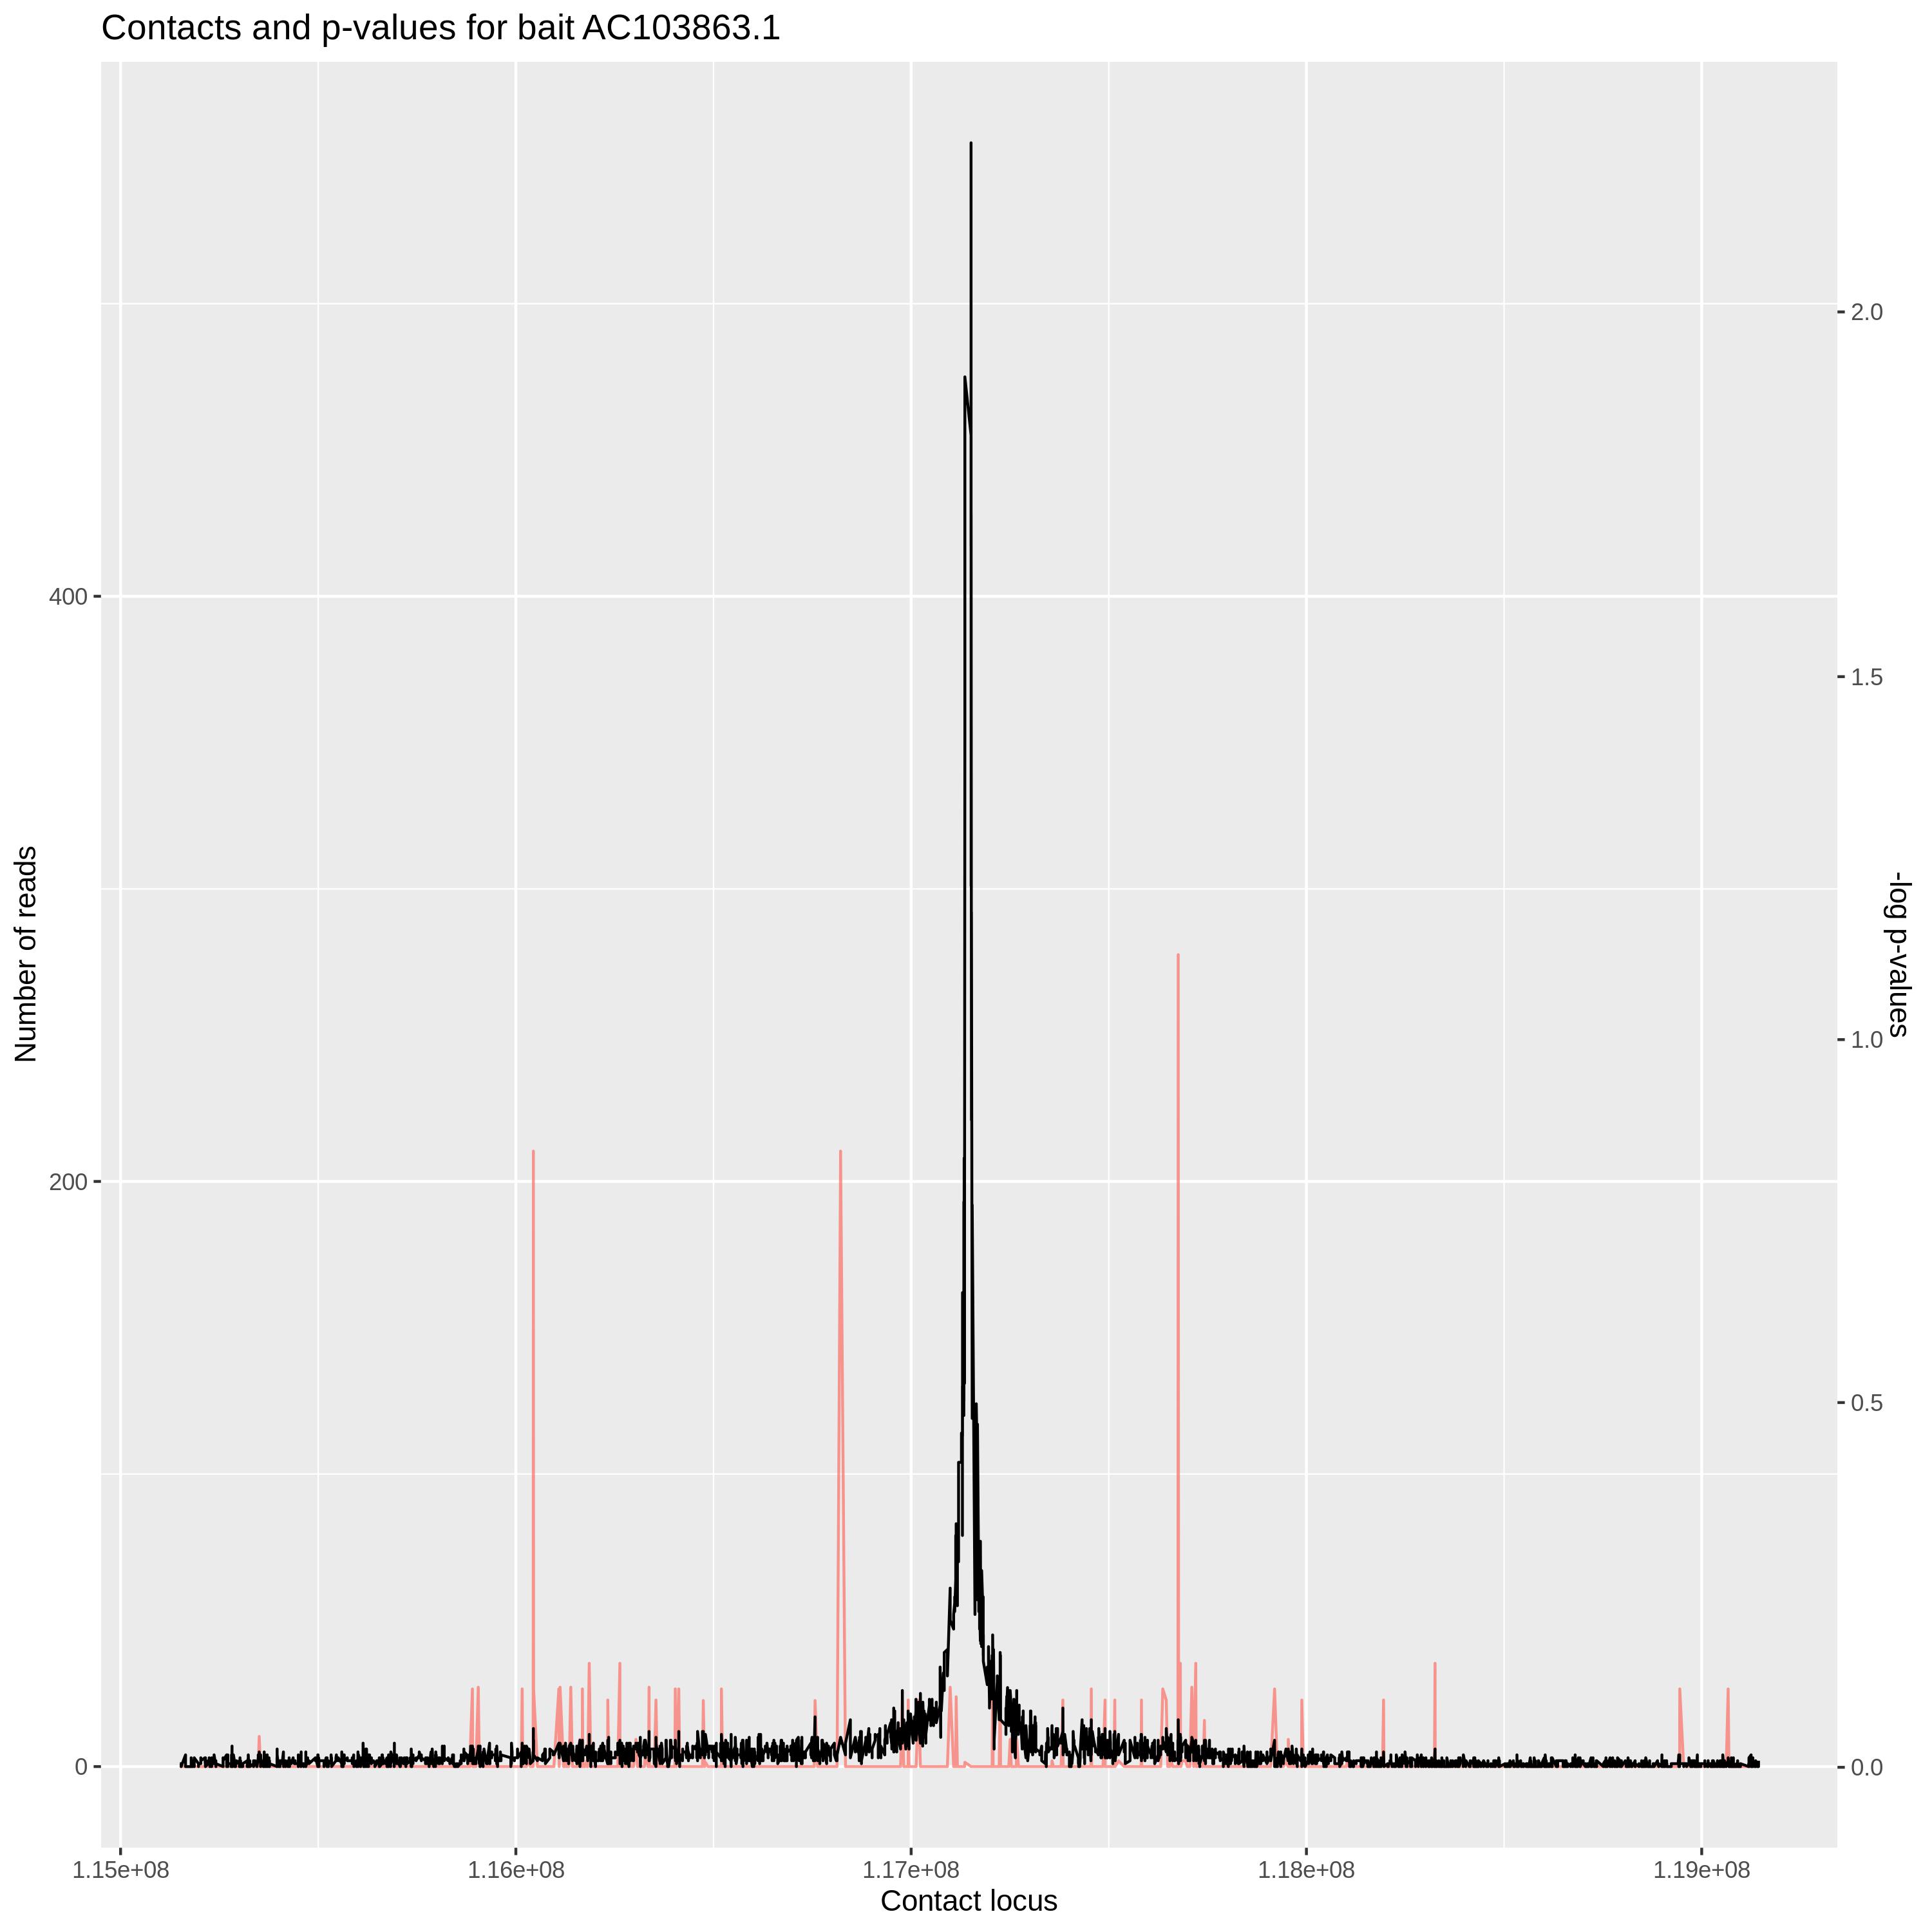 Contacts and p-values for bait AC103863.1
Number of reads
400
200
0
2.0
1.5
1.0
0.5
0.0
-log p-values
1.15e+08 1.16e+08 1.17e+08 1.18e+08 1.19e+08
Contact locus